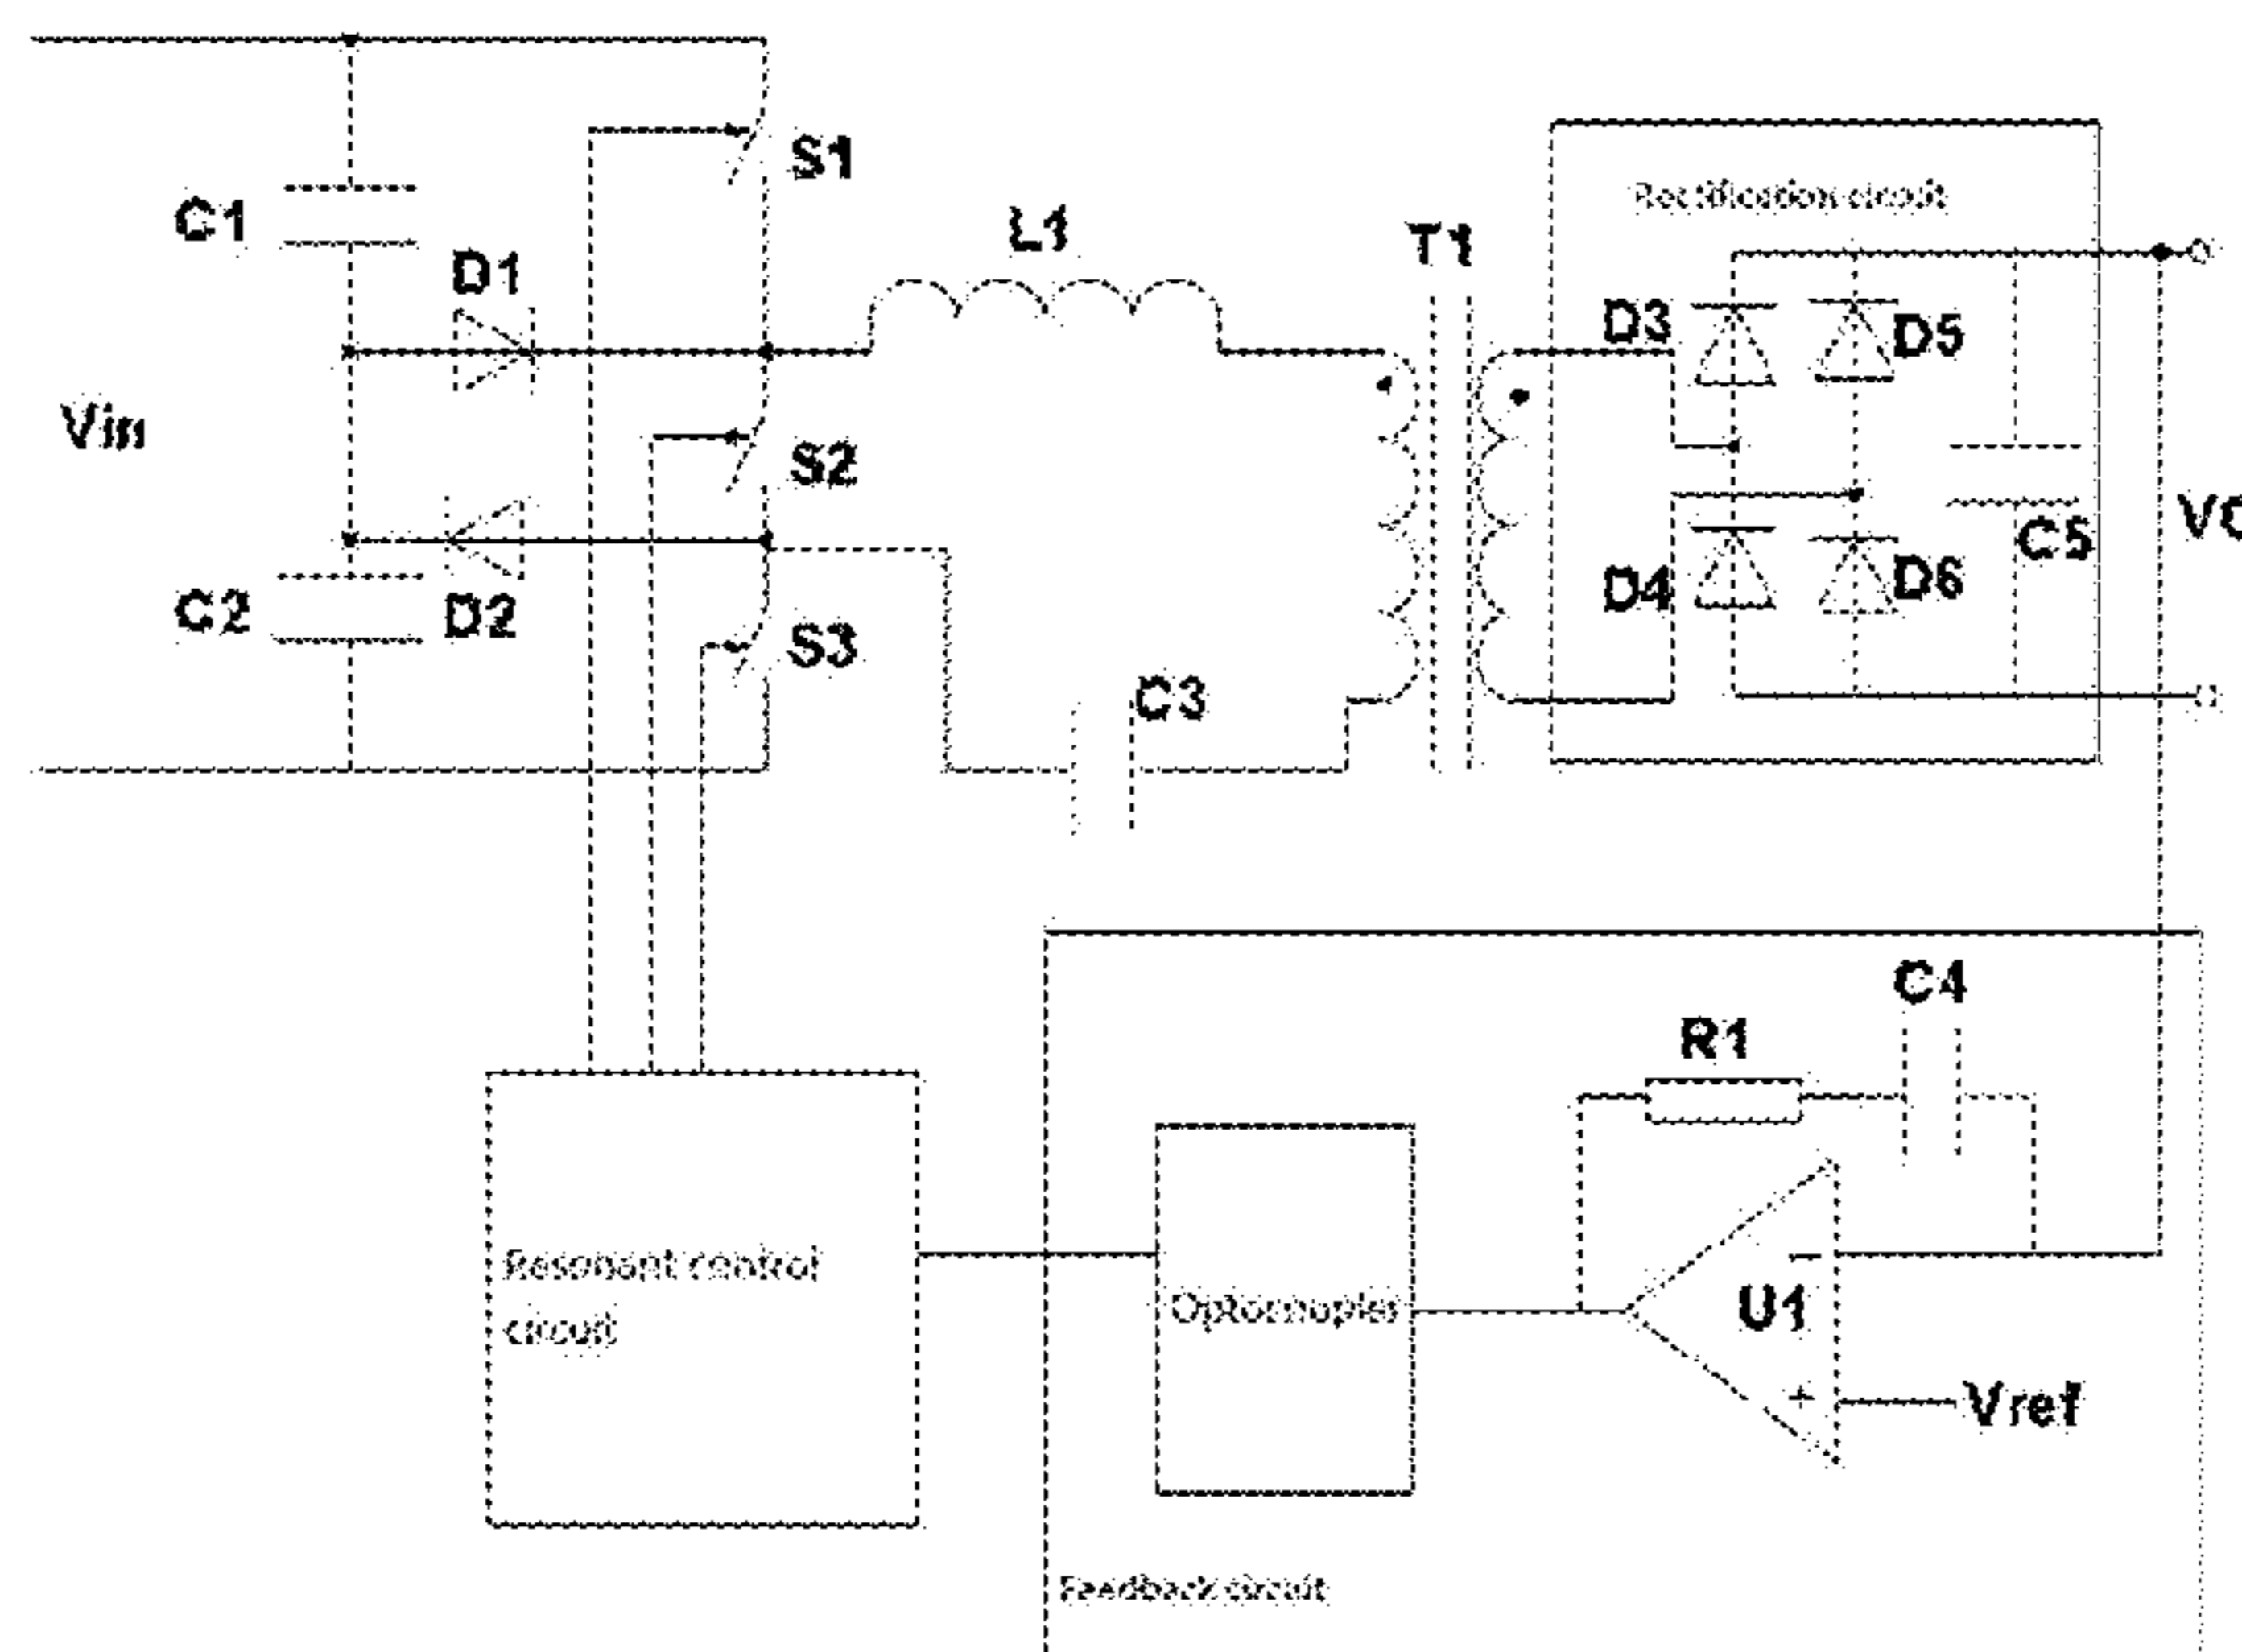 S1
Rectification circuit
C1
L1
T1
D1
D3
D5
Vin
S2
VO
C5
C2
D2
D4
D6
S3
C3
C4
R1
Resonant control
circuit
Optocoupler
−
U1
+
Vref
Feedback circuit